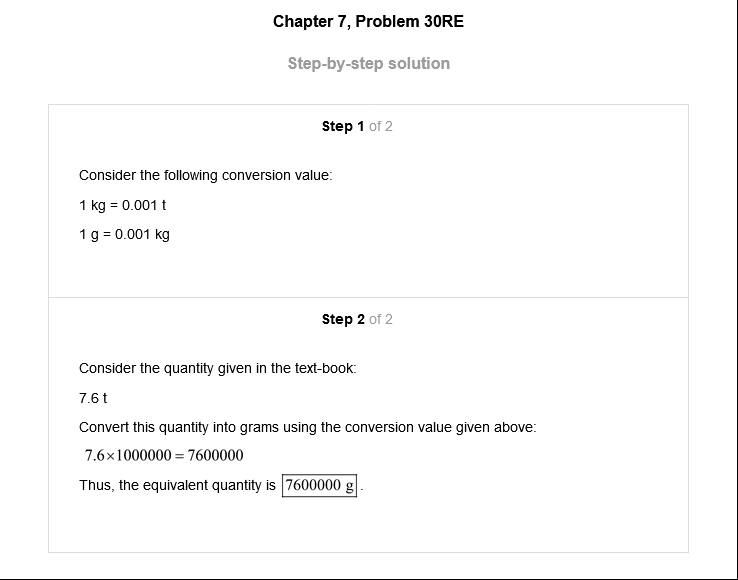 Chapter 7, Problem 30RE
Step-by-step solution
Step 1 of 2
Consider the following conversion value:
1 kg = 0.001 t
1 g = 0.001 kg
Step 2 of 2
Consider the quantity given in the text-book:
7.6 t
Convert this quantity into grams using the conversion value given above:
7.6×1000000 = 7600000
Thus, the equivalent quantity is 7600000 g.